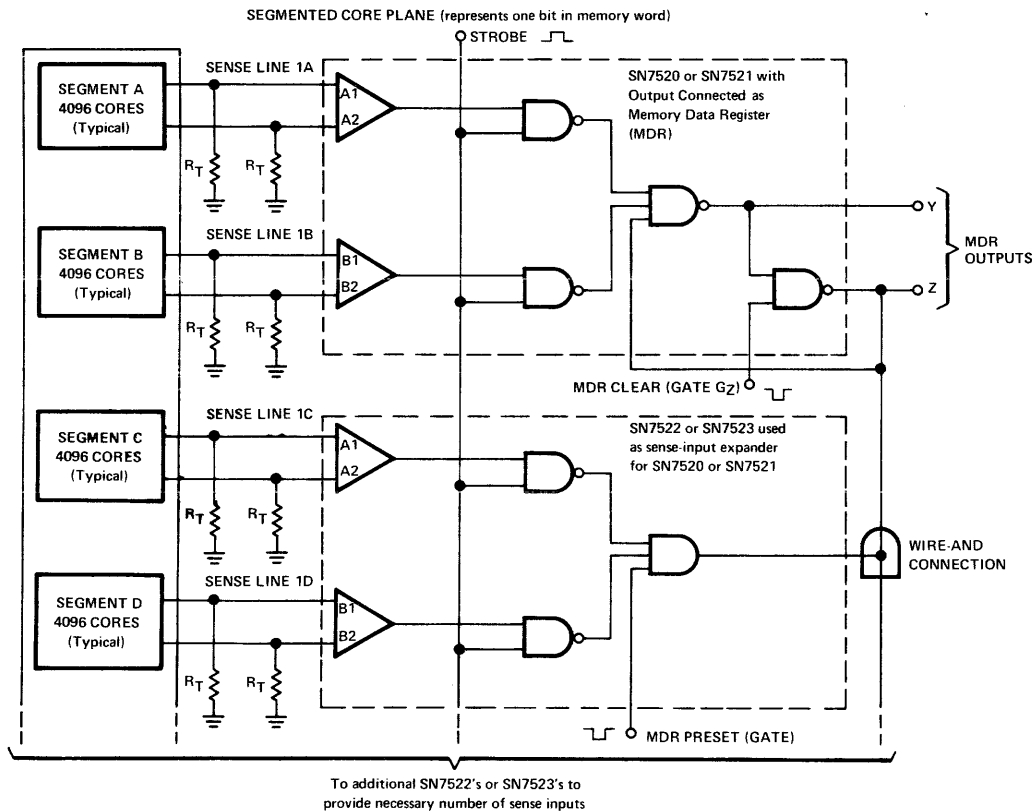 SEGMENTED CORE PLANE (represents one bit in memory word)
STROBE
SEGMENT A
4096 CORES
(Typical)
SENSE LINE 1A
A1
A2
RT
RT
SN7520 or SN7521 with
Output Connected as
Memory Data Register
(MDR)
SEGMENT B
4096 CORES
(Typical)
SENSE LINE 1B
B1
B2
RT
RT
Y
Z
MDR
OUTPUTS
MDR CLEAR (GATE GZ)
SEGMENT C
4096 CORES
(Typical)
SENSE LINE 1C
A1
A2
RT
RT
SN7522 or SN7523 used
as sense-input expander
for SN7520 or SN7521
WIRE-AND
CONNECTION
SEGMENT D
4096 CORES
(Typical)
SENSE LINE 1D
B1
B2
RT
RT
MDR PRESET (GATE)
To additional SN7522's or SN7523's to
provide necessary number of sense inputs